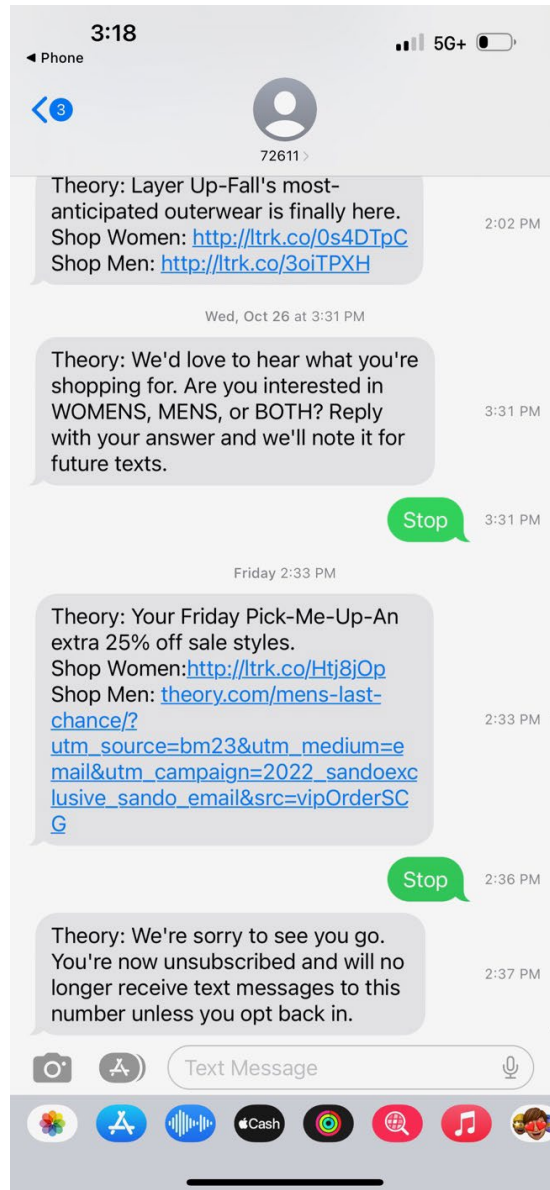 3:18
5G+
◀ Phone
3
72611
Theory: Layer Up-Fall's most-
anticipated outerwear is finally here.
Shop Women: http://ltrk.co/0s4DTpC
Shop Men: http://ltrk.co/3oiTPXH
2:02 PM
Wed, Oct 26 at 3:31 PM
Theory: We'd love to hear what you're
shopping for. Are you interested in
WOMENS, MENS, or BOTH? Reply
with your answer and we'll note it for
future texts.
3:31 PM
Stop
3:31 PM
Friday 2:33 PM
Theory: Your Friday Pick-Me-Up-An
extra 25% off sale styles.
Shop Women:http://ltrk.co/Htj8jOp
Shop Men: theory.com/mens-last-
chance/?
utm_source=bm23&utm_medium=e
mail&utm_campaign=2022_sandoexc
lusive_sando_email&src=vipOrderSC
G
2:33 PM
Stop
2:36 PM
Theory: We're sorry to see you go.
You're now unsubscribed and will no
longer receive text messages to this
number unless you opt back in.
2:37 PM
Text Message
Cash